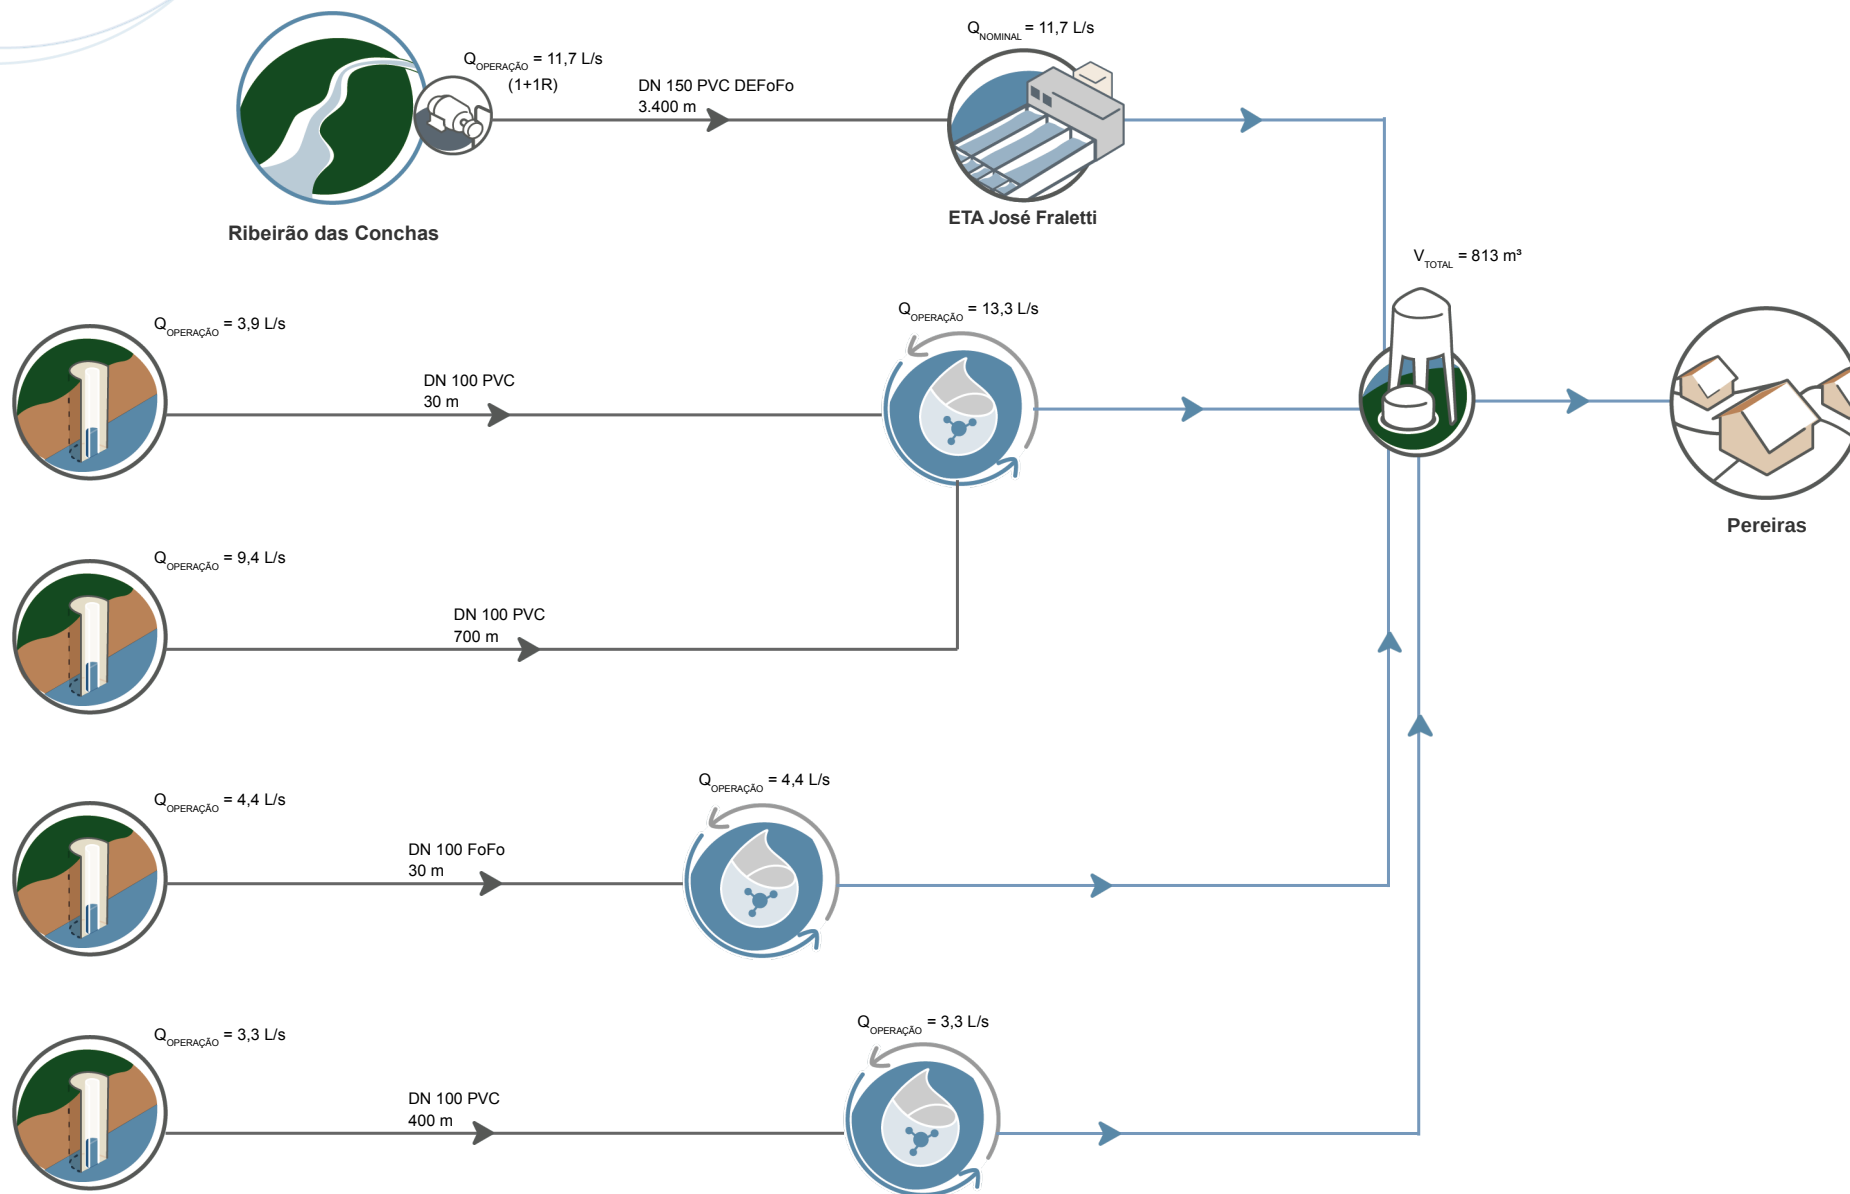 Q NOMINAL = 11,7 L/s
Q OPERAÇÃO = 11,7 L/s
(1+1R)
DN 150 PVC DEFoFo
3.400 m
ETA José Fraletti
Ribeirão das Conchas
V TOTAL = 813 m³
Q OPERAÇÃO = 3,9 L/s
Q OPERAÇÃO = 13,3 L/s
DN 100 PVC
30 m
Pereiras
Q OPERAÇÃO = 9,4 L/s
DN 100 PVC
700 m
Q OPERAÇÃO = 4,4 L/s
Q OPERAÇÃO = 4,4 L/s
DN 100 FoFo
30 m
Q OPERAÇÃO = 3,3 L/s
Q OPERAÇÃO = 3,3 L/s
DN 100 PVC
400 m